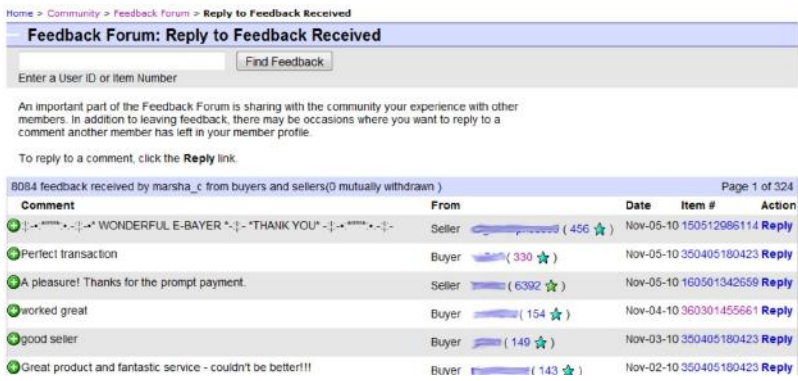 Home > Community > Feedback Forum > Reply to Feedback Received
Feedback Forum: Reply to Feedback Received
Find Feedback
Enter a User ID or Item Number
An important part of the Feedback Forum is sharing with the community your experience with other
members. In addition to leaving feedback, there may be occasions where you want to reply to a
comment another member has left in your member profile.
To reply to a comment, click the Reply link.
8084 feedback received by marsha_c from buyers and sellers(0 mutually withdrawn ) Page 1 of 324
Comment From Date Item # Action
WONDERFUL E-BAYER *THANK YOU* Seller ( 456 ) Nov-05-10 150512986114 Reply
Perfect transaction Buyer ( 330 ) Nov-05-10 350405180423 Reply
A pleasure! Thanks for the prompt payment. Seller ( 6392 ) Nov-05-10 160501342659 Reply
worked great Buyer ( 154 ) Nov-04-10 360301455661 Reply
good seller Buyer ( 149 ) Nov-03-10 350405180423 Reply
Great product and fantastic service - couldn't be better!!! Buyer ( 143 ) Nov-02-10 350405180423 Reply